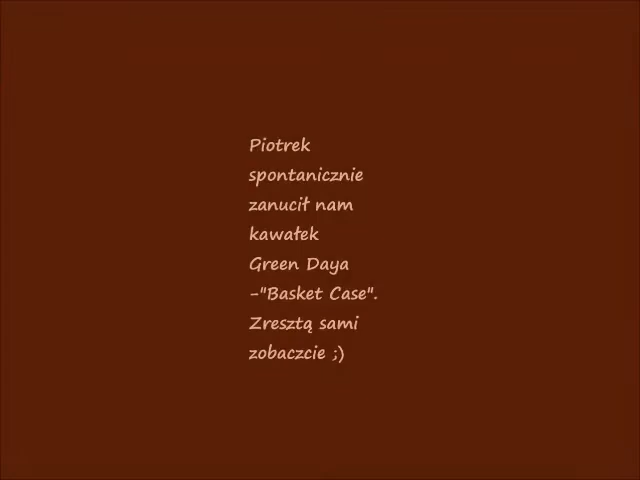 Piotrek
spontanicznie
zanucił nam
kawałek
Green Daya
-"Basket Case".
Zresztą sami
zobaczcie ;)